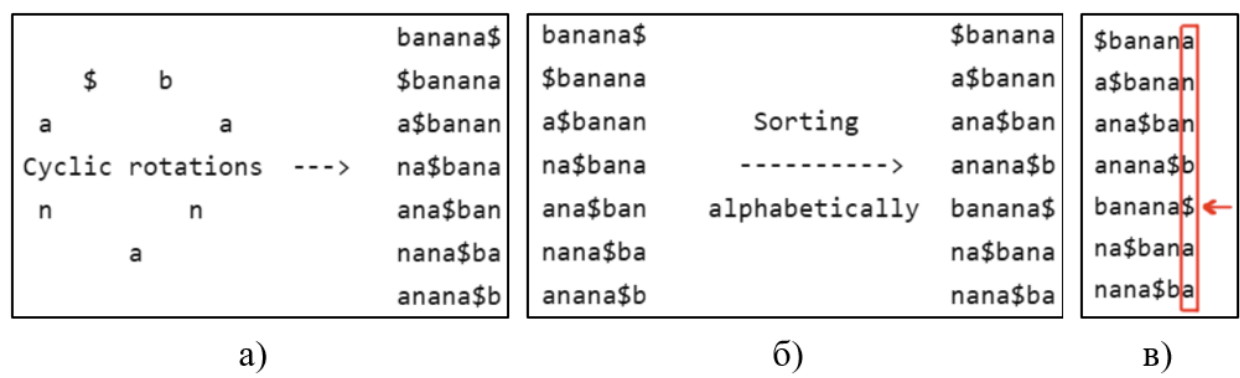 banana$
$ b $banana
a a a$banan
Cyclic rotations ---> na$bana
n n ana$ban
a nana$ba
anana$b
banana$ $banana
$banana a$banan
a$banan Sorting ana$ban
na$bana ----------> anana$b
ana$ban alphabetically banana$
nana$ba na$bana
anana$b nana$ba
$banana
a$banan
ana$ban
anana$b
banana$
na$bana
nana$ba
а) б) в)